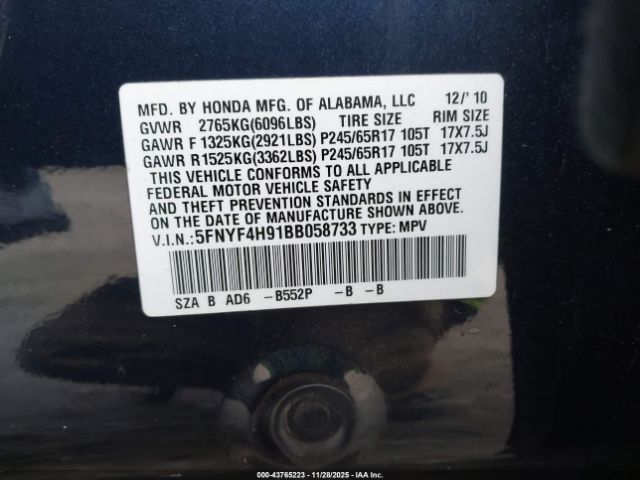 MFD. BY HONDA MFG. OF ALABAMA, LLC 12/'10
GVWR 2765KG(6096LBS) TIRE SIZE RIM SIZE
GAWR F 1325KG(2921LBS) P245/65R17 105T 17X7.5J
GAWR R 1525KG(3362LBS) P245/65R17 105T 17X7.5J
THIS VEHICLE CONFORMS TO ALL APPLICABLE
FEDERAL MOTOR VEHICLE SAFETY
AND THEFT PREVENTION STANDARDS IN EFFECT
ON THE DATE OF MANUFACTURE SHOWN ABOVE.
V.I.N.:5FNYF4H91BB058733 TYPE: MPV
SZA B AD6 -B552P -B -B
000-43765223 | 11/28/2025 - IAA Inc.